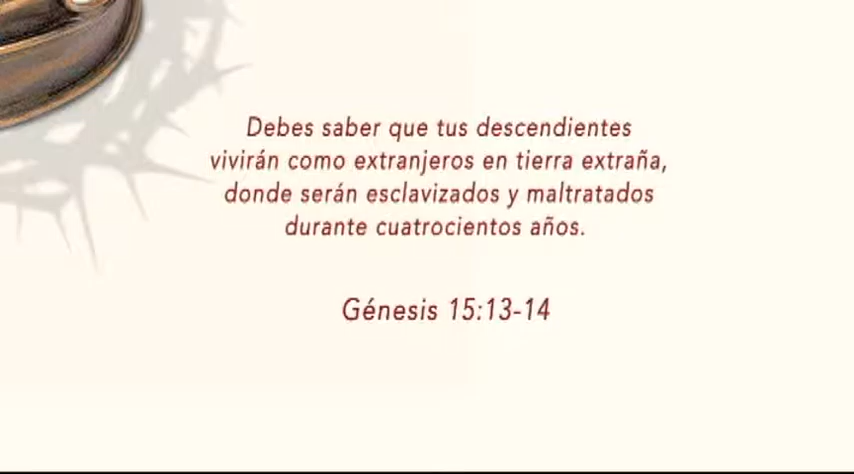 Debes saber que tus descendientes
vivirán como extranjeros en tierra extraña,
donde serán esclavizados y maltratados
durante cuatrocientos años.
Génesis 15:13-14